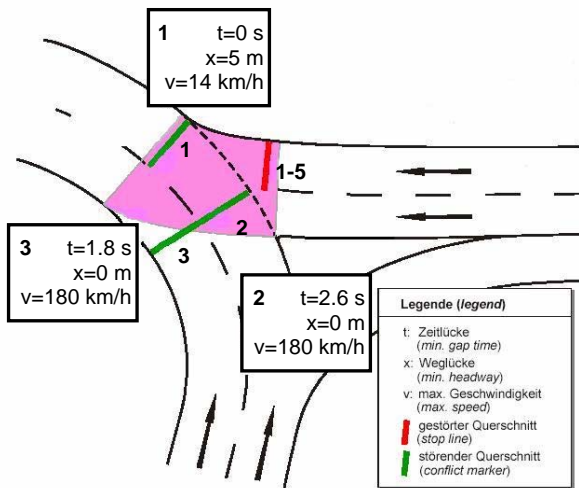 1 t=0 s
x=5 m
v=14 km/h
1
1-5
2
3
3 t=1.8 s
x=0 m
v=180 km/h
2 t=2.6 s
x=0 m
v=180 km/h
Legende (legend)
t: Zeitlücke
(min. gap time)
x: Weglücke
(min. headway)
v: max. Geschwindigkeit
(max. speed)
gestörter Querschnitt
(stop line)
störender Querschnitt
(conflict marker)